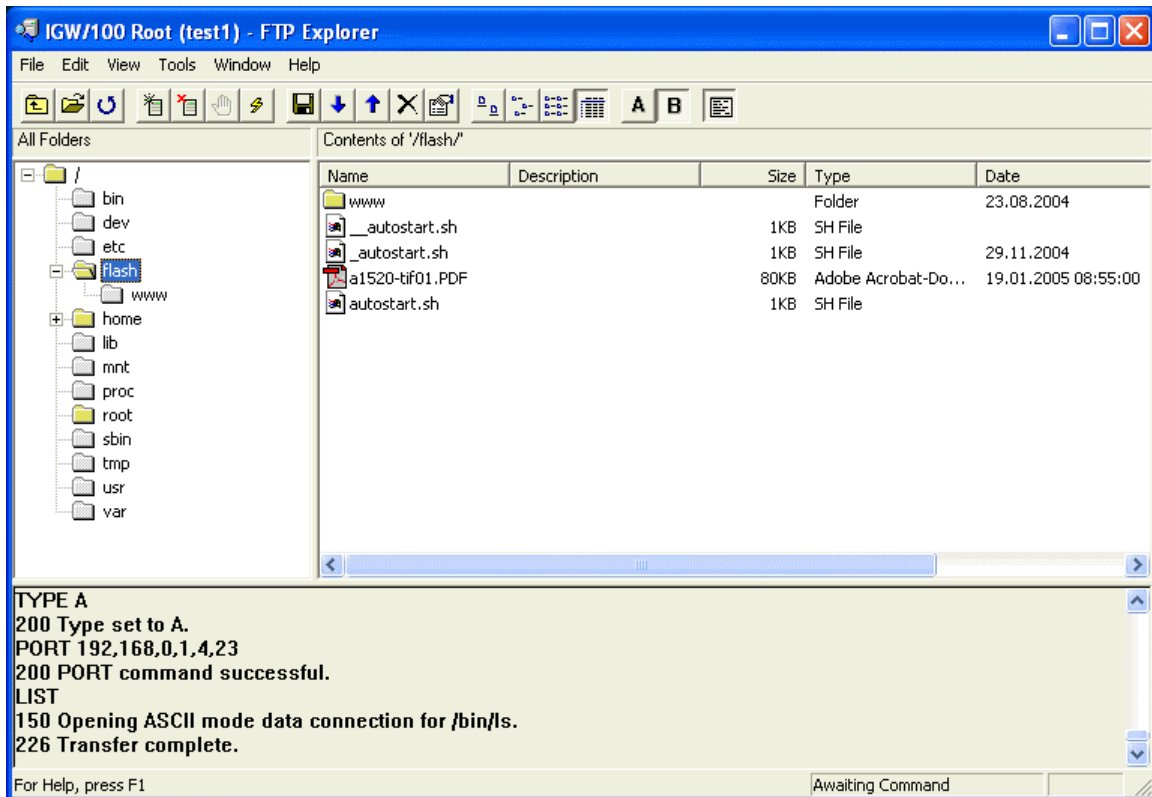 IGW/100 Root (test1) - FTP Explorer
File Edit View Tools Window Help
A B
All Folders
Contents of '/flash/'
/
bin
dev
etc
flash
www
home
lib
mnt
proc
root
sbin
tmp
usr
var
Name Description Size Type Date
www Folder 23.08.2004
__autostart.sh 1KB SH File
_autostart.sh 1KB SH File 29.11.2004
a1520-tif01.PDF 80KB Adobe Acrobat-Do... 19.01.2005 08:55:00
autostart.sh 1KB SH File
TYPE A
200 Type set to A.
PORT 192,168,0,1,4,23
200 PORT command successful.
LIST
150 Opening ASCII mode data connection for /bin/ls.
226 Transfer complete.
For Help, press F1
Awaiting Command